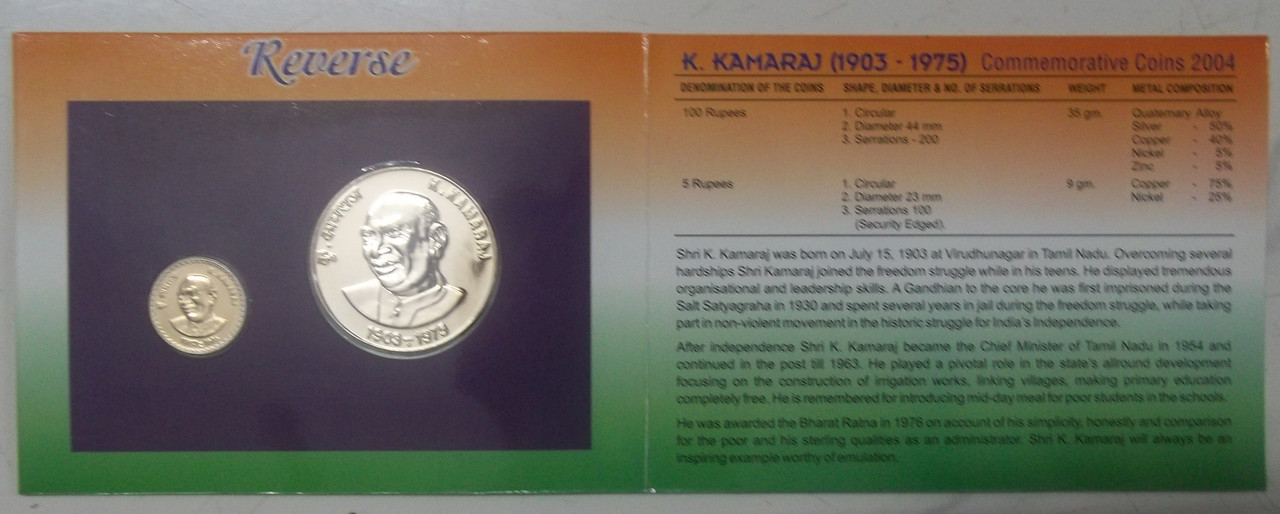 Reverse
कु. कामराज
K. KAMARAJ
1903-1975
K. KAMARAJ (1903 - 1975) Commemorative Coins 2004
DENOMINATION OF THE COINS SHAPE, DIAMETER & NO. OF SERRATIONS WEIGHT METAL COMPOSITION
100 Rupees 1. Circular 35 gm. Quaternary Alloy
2. Diameter 44 mm Silver - 50%
3. Serrations - 200 Copper - 40%
Nickel - 5%
Zinc - 5%
5 Rupees 1. Circular 9 gm. Copper - 75%
2. Diameter 23 mm Nickel - 25%
3. Serrations 100
(Security Edged).
Shri K. Kamaraj was born on July 15, 1903 at Virudhunagar in Tamil Nadu. Overcoming several
hardships Shri Kamaraj joined the freedom struggle while in his teens. He displayed tremendous
organisational and leadership skills. A Gandhian to the core he was first imprisoned during the
Salt Satyagraha in 1930 and spent several years in jail during the freedom struggle, while taking
part in non-violent movement in the historic struggle for India's Independence.
After independence Shri K. Kamaraj became the Chief Minister of Tamil Nadu in 1954 and
continued in the post till 1963. He played a pivotal role in the state's allround development
focusing on the construction of irrigation works, linking villages, making primary education
completely free. He is remembered for introducing mid-day meal for poor students in the schools.
He was awarded the Bharat Ratna in 1976 on account of his simplicity, honestly and comparison
for the poor and his sterling qualities as an administrator. Shri K. Kamaraj will always be an
inspiring example worthy of emulation.